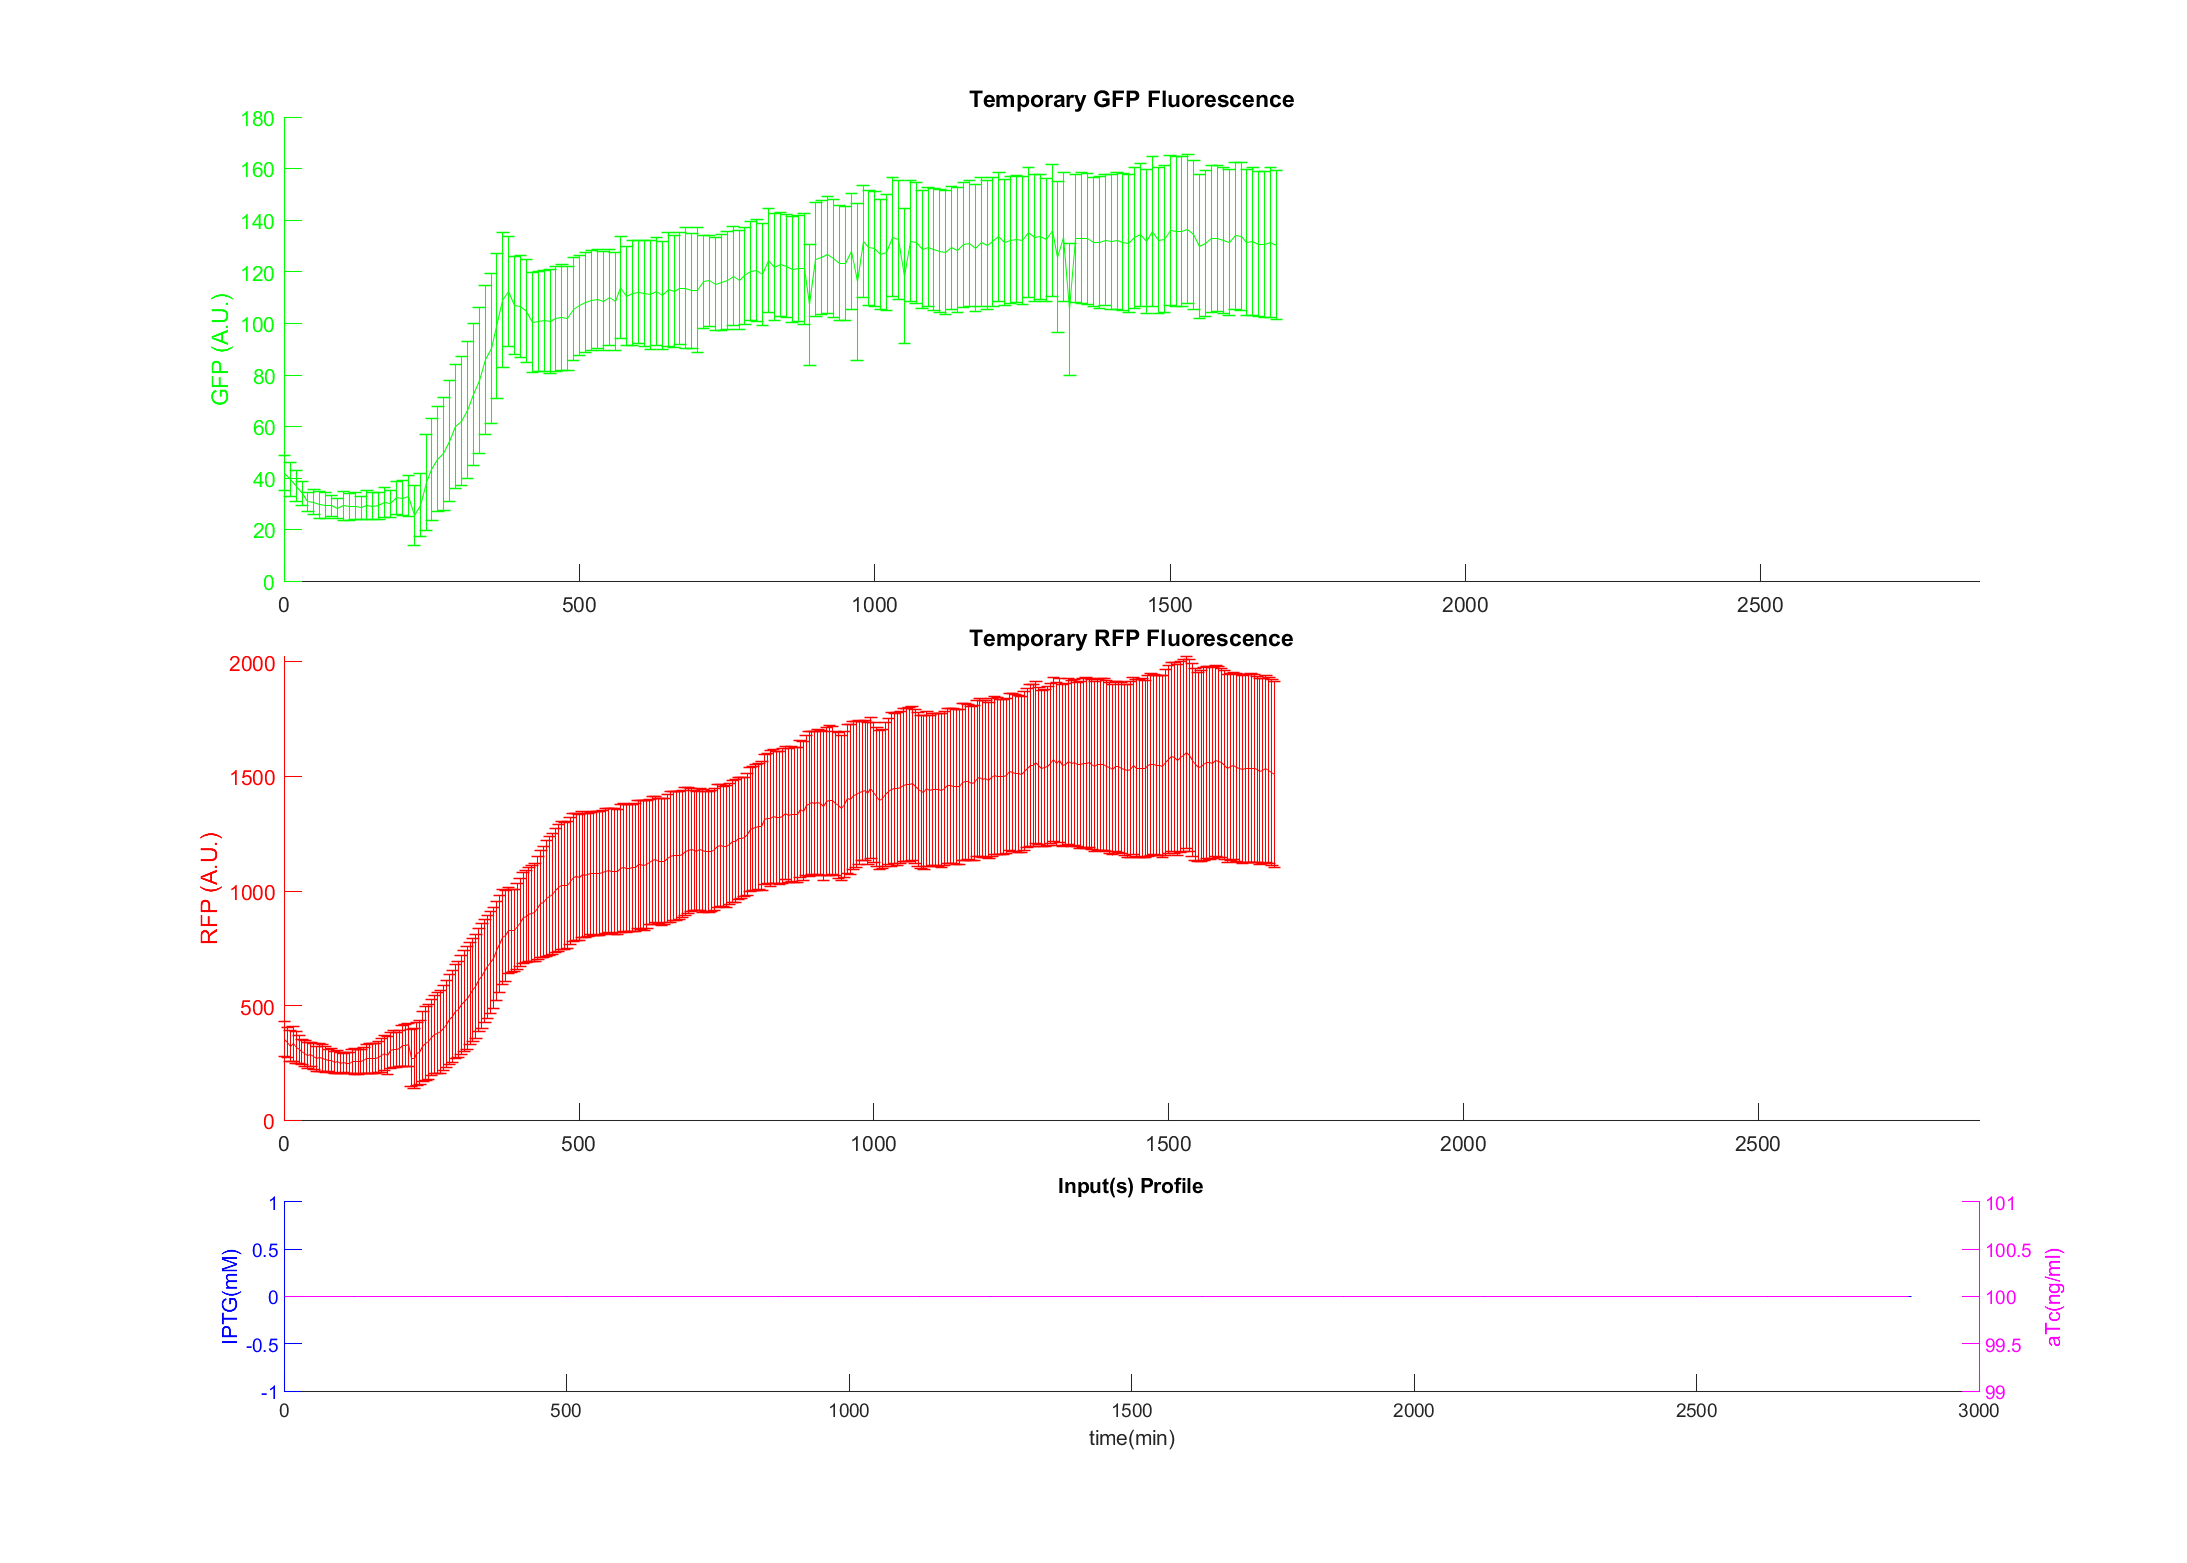 Temporary GFP Fluorescence
180
160
140
120
100
80
60
40
20
0
GFP (A.U.)
0 500 1000 1500 2000 2500
Temporary RFP Fluorescence
2000
1500
1000
500
0
RFP (A.U.)
0 500 1000 1500 2000 2500
Input(s) Profile
1 101
0.5 100.5
0 100
-0.5 99.5
-1 99
IPTG(mM)
aTc(ng/ml)
0 500 1000 1500 2000 2500 3000
time(min)